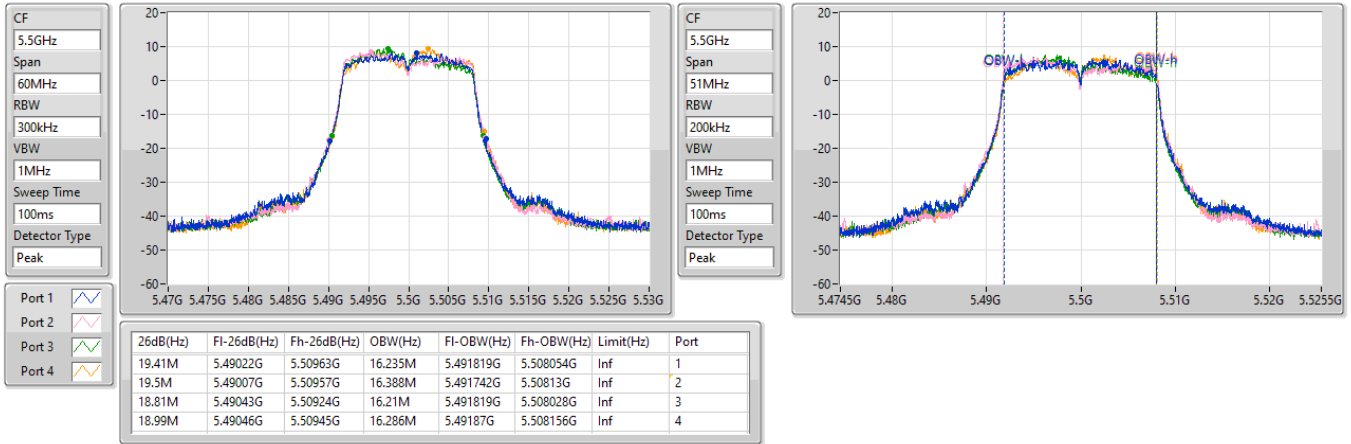 CF
5.5GHz
Span
60MHz
RBW
300kHz
VBW
1MHz
Sweep Time
100ms
Detector Type
Peak
20
10
0
-10
-20
-30
-40
-50
-60
5.47G 5.475G 5.48G 5.485G 5.49G 5.495G 5.5G 5.505G 5.51G 5.515G 5.52G 5.525G 5.53G
CF
5.5GHz
Span
51MHz
RBW
200kHz
VBW
1MHz
Sweep Time
100ms
Detector Type
Peak
20
10
0
-10
-20
-30
-40
-50
-60
OBW-l OBW-h
5.4745G 5.48G 5.49G 5.5G 5.51G 5.52G 5.5255G
Port 1
Port 2
Port 3
Port 4
26dB(Hz) Fl-26dB(Hz) Fh-26dB(Hz) OBW(Hz) Fl-OBW(Hz) Fh-OBW(Hz) Limit(Hz) Port
19.41M 5.49022G 5.50963G 16.235M 5.491819G 5.508054G Inf 1
19.5M 5.49007G 5.50957G 16.388M 5.491742G 5.50813G Inf 2
18.81M 5.49043G 5.50924G 16.21M 5.491819G 5.508028G Inf 3
18.99M 5.49046G 5.50945G 16.286M 5.49187G 5.508156G Inf 4